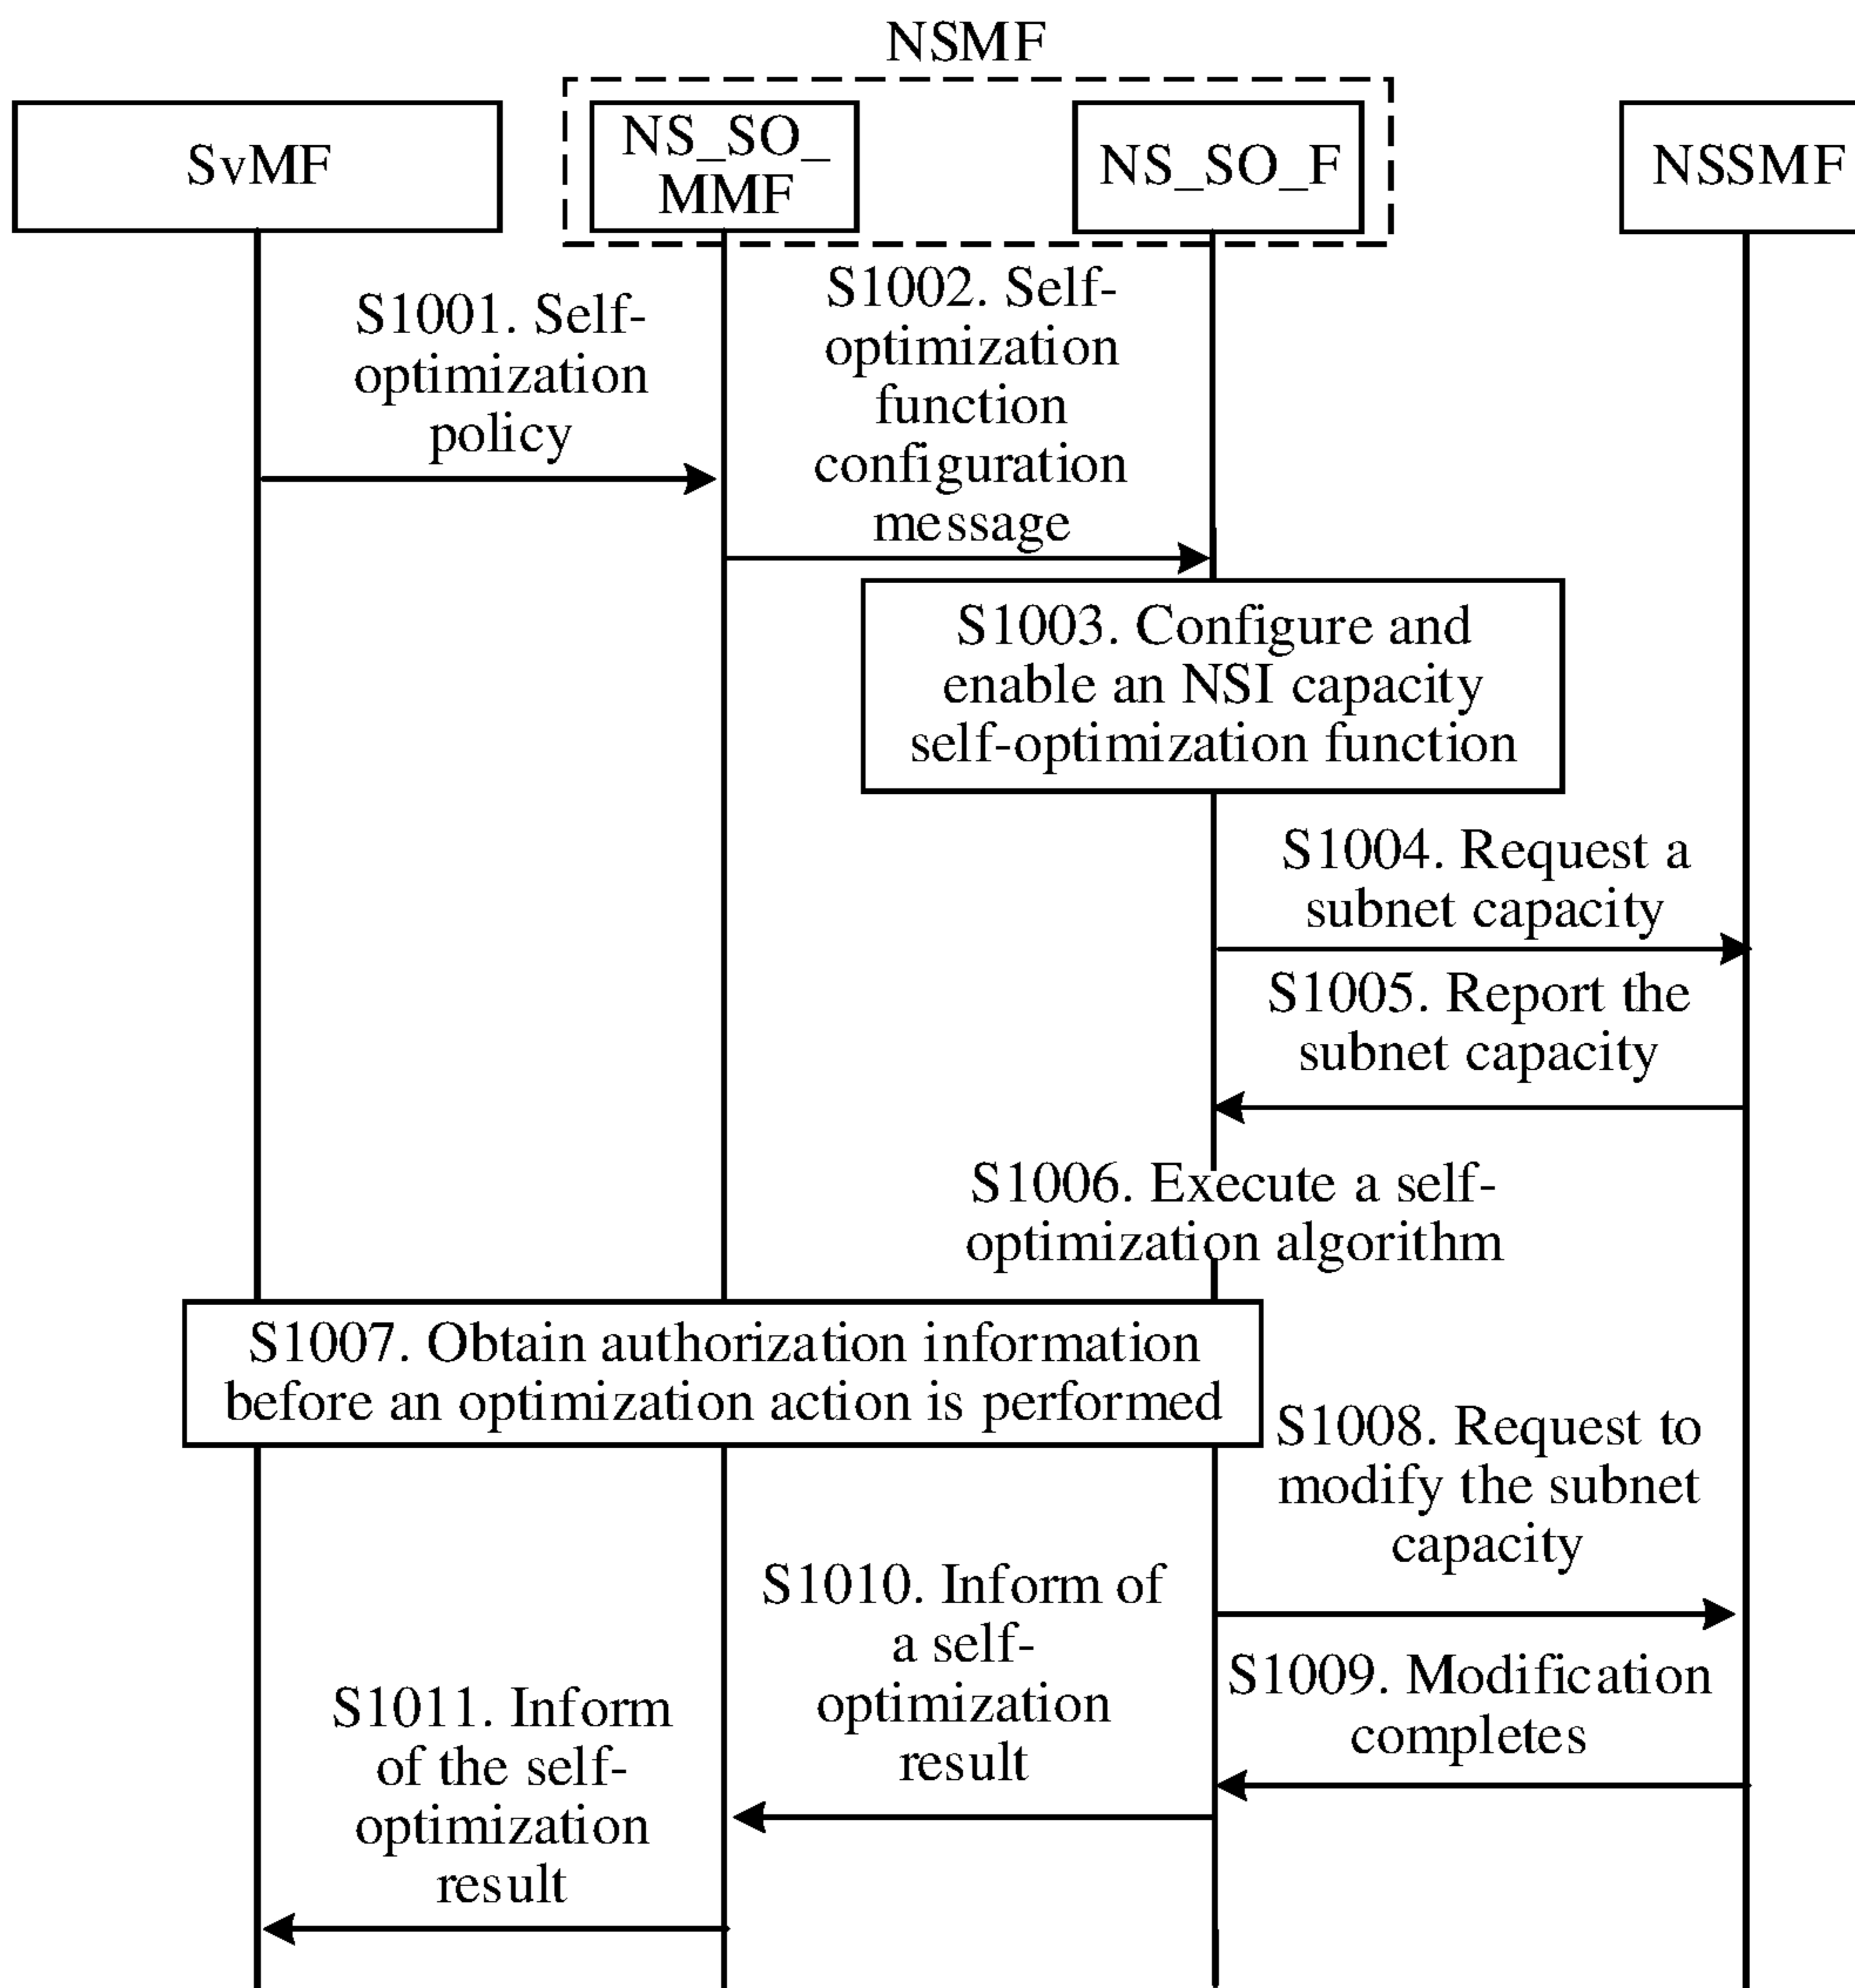 NSMF
SvMF
NS_SO_
MMF
NS_SO_F
NSSMF
S1001. Self-
optimization
policy
S1002. Self-
optimization
function
configuration
message
S1003. Configure and
enable an NSI capacity
self-optimization function
S1004. Request a
subnet capacity
S1005. Report the
subnet capacity
S1006. Execute a self-
optimization algorithm
S1007. Obtain authorization information
before an optimization action is performed
S1008. Request to
modify the subnet
capacity
S1009. Modification
completes
S1010. Inform of
a self-
optimization
result
S1011. Inform
of the self-
optimization
result